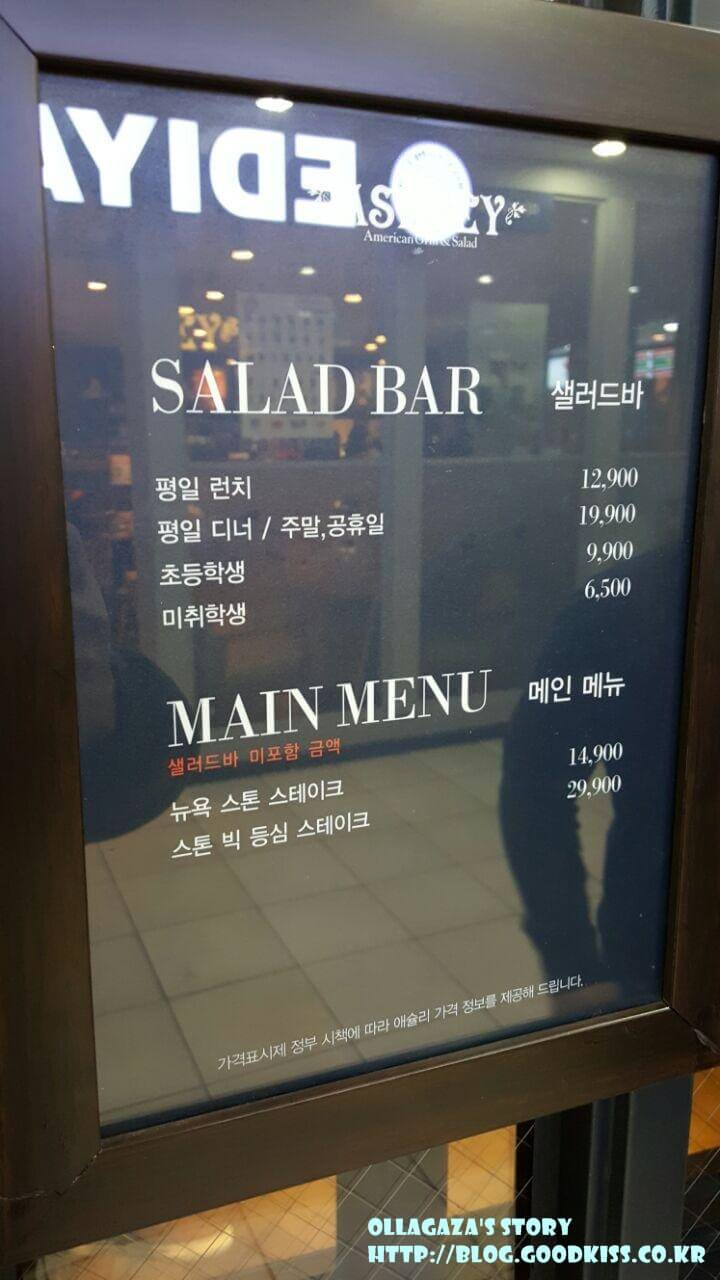 EDIYA
ASHLEY
American Grill & Salad
SALAD BAR 샐러드바
평일 런치 12,900
평일 디너 / 주말,공휴일 19,900
초등학생 9,900
미취학생 6,500
MAIN MENU 메인 메뉴
샐러드바 미포함 금액
뉴욕 스톤 스테이크 14,900
스톤 빅 등심 스테이크 29,900
가격표시제 정부 시책에 따라 애슐리 가격 정보를 제공해 드립니다.
OLLAGAZA'S STORY
HTTP://BLOG.GOODKISS.CO.KR